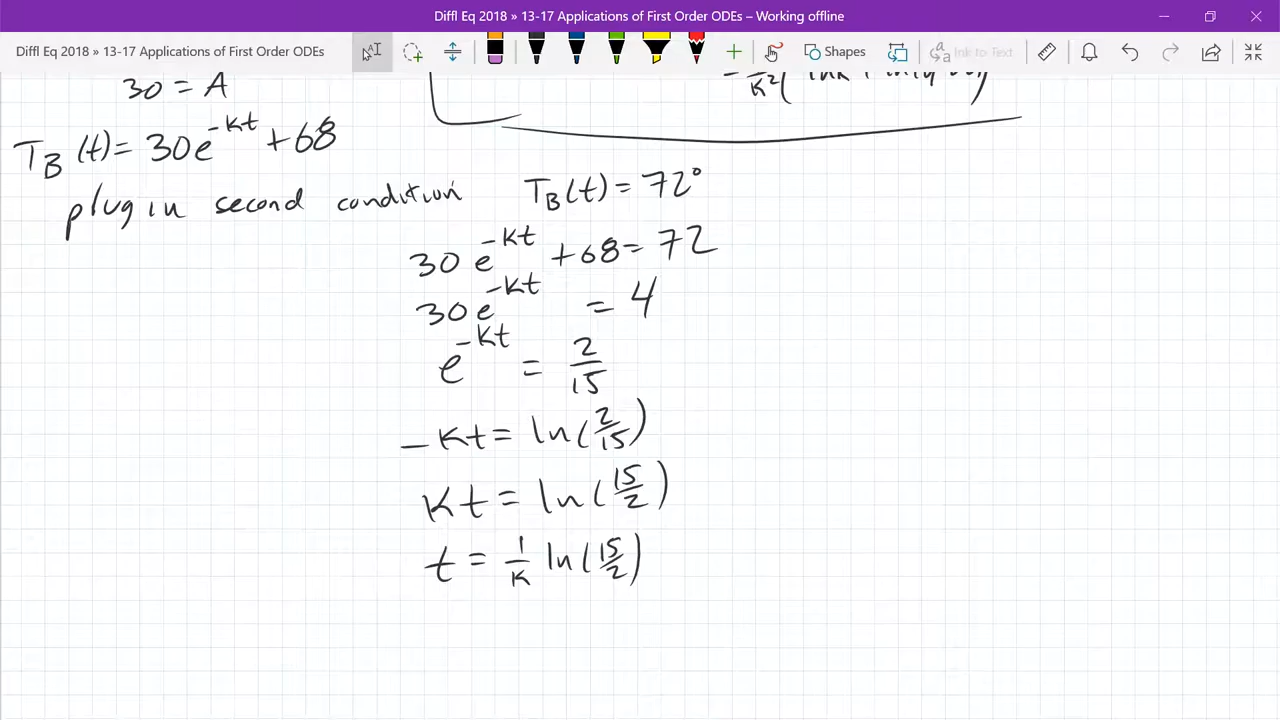 Diffl Eq 2018 » 13-17 Applications of First Order ODEs – Working offline
Diffl Eq 2018 » 13-17 Applications of First Order ODEs
Shapes
Ink to Text
30 = A
T_B (t) = 30e^{-kt} + 68
plug in second condition T_B(t) = 72°
30 e^{-kt} + 68 = 72
30 e^{-kt} = 4
e^{-kt} = 2/15
-kt = ln(2/15)
kt = ln(15/2)
t = 1/k ln(15/2)